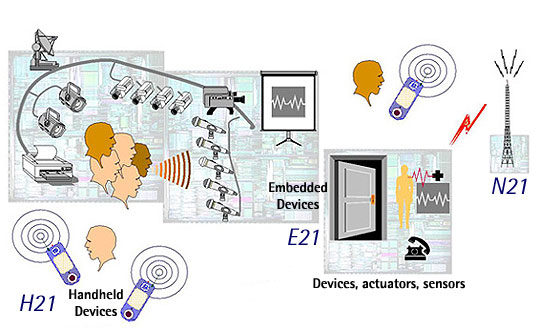 Embedded
Devices
E21
N21
Devices, actuators, sensors
H21
Handheld
Devices